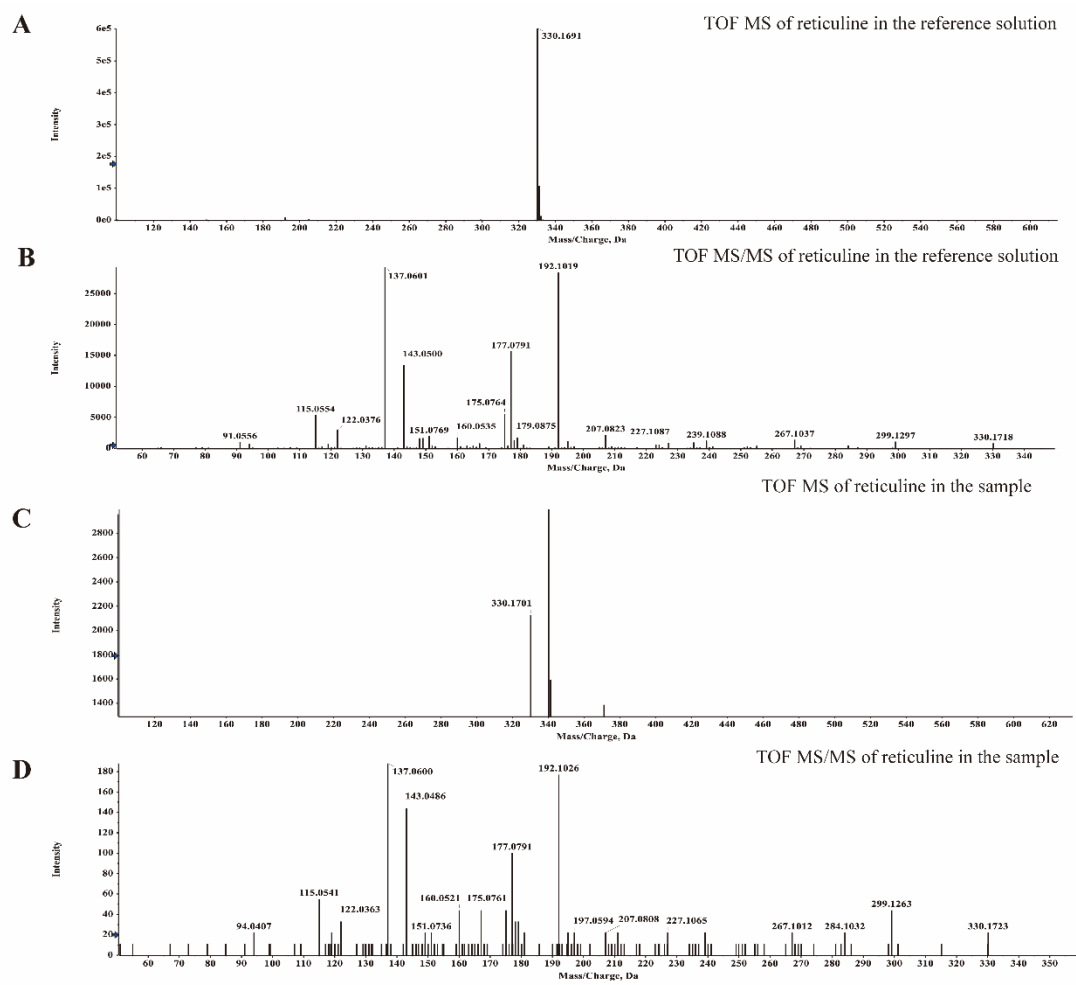 A
TOF MS of reticuline in the reference solution
6e5
330.1691
5e5
4e5
Intensity
3e5
2e5
1e5
0e0
120 140 160 180 200 220 240 260 280 300 320 340 360 380 400 420 440 460 480 500 520 540 560 580 600
Mass/Charge, Da
B
TOF MS/MS of reticuline in the reference solution
137.0601
192.1019
25000
20000
Intensity
177.0791
15000
143.0500
10000
175.0764
115.0554
5000
122.0376
179.0875
207.0823
91.0556
151.0769
160.0535
227.1087
239.1088
267.1037
299.1297
330.1718
0
60 70 80 90 100 110 120 130 140 150 160 170 180 190 200 210 220 230 240 250 260 270 280 290 300 310 320 330 340
Mass/Charge, Da
TOF MS of reticuline in the sample
C
2800
2600
2400
Intensity
2200
330.1701
2000
1800
1600
1400
120 140 160 180 200 220 240 260 280 300 320 340 360 380 400 420 440 460 480 500 520 540 560 580 600 620
Mass/Charge, Da
TOF MS/MS of reticuline in the sample
D
180
137.0600
192.1026
160
143.0486
140
120
Intensity
100
177.0791
80
60
115.0541
160.0521
175.0761
299.1263
40
122.0363
94.0407
151.0736
197.0594
207.0808
227.1065
267.1012
284.1032
330.1723
20
0
60 70 80 90 100 110 120 130 140 150 160 170 180 190 200 210 220 230 240 250 260 270 280 290 300 310 320 330 340 350
Mass/Charge, Da